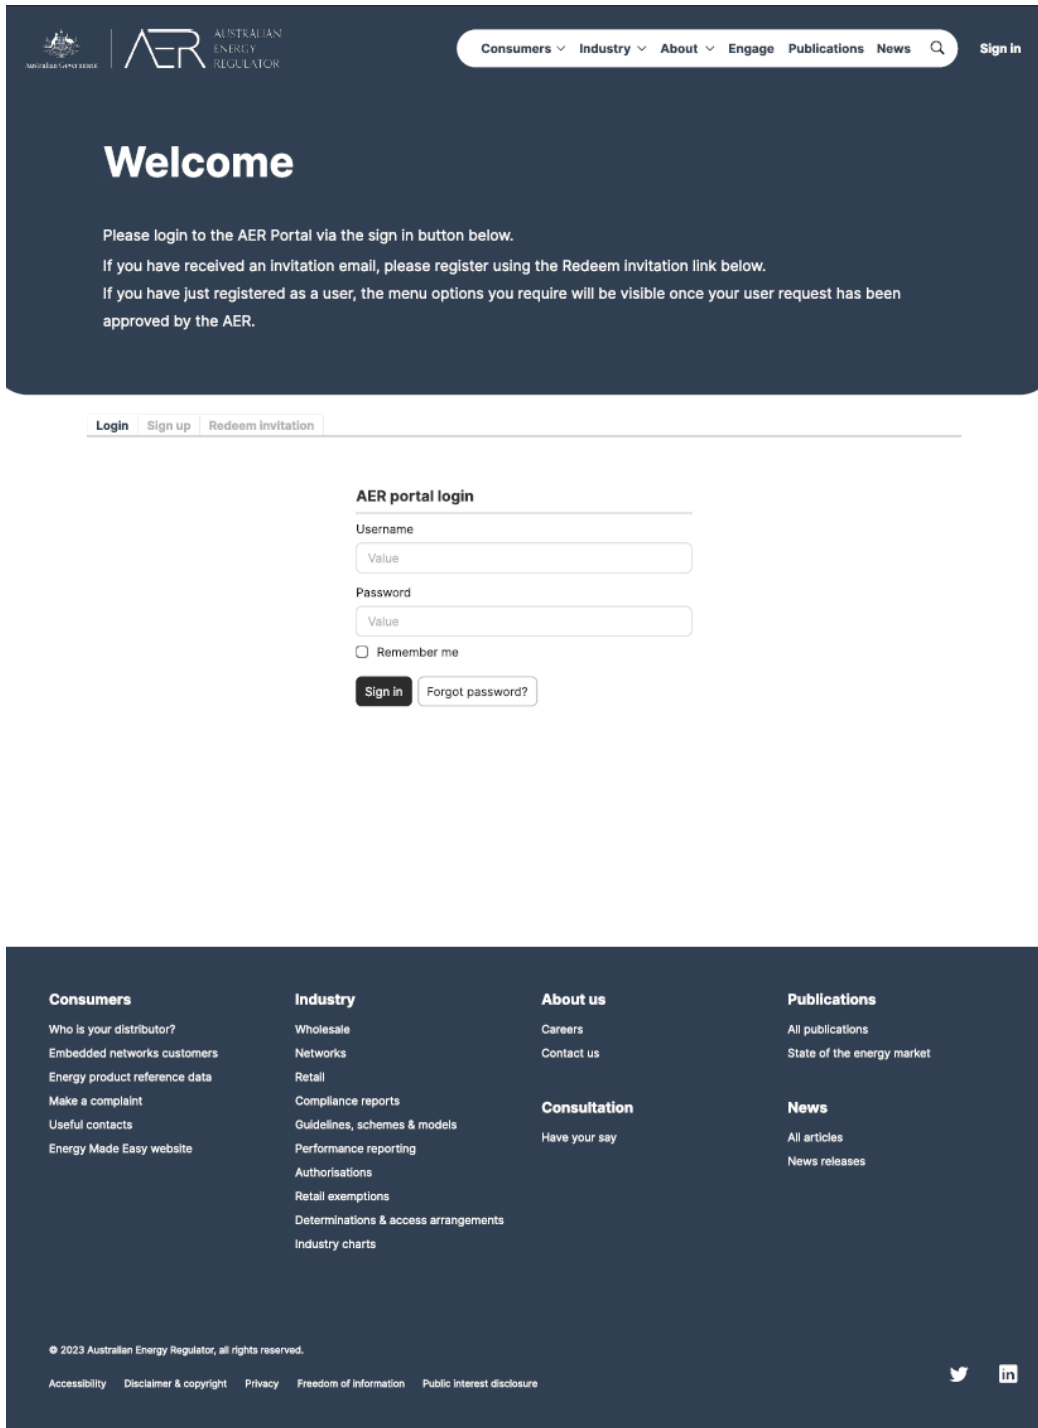 Australian Government
AUSTRALIAN
ENERGY
REGULATOR
AER
Consumers
Industry
About
Engage
Publications
News
Sign in
Welcome
Please login to the AER Portal via the sign in button below.
If you have received an invitation email, please register using the Redeem invitation link below.
If you have just registered as a user, the menu options you require will be visible once your user request has been
approved by the AER.
Login
Sign up
Redeem invitation
AER portal login
Username
Value
Password
Value
Remember me
Sign in
Forgot password?
Consumers
Who is your distributor?
Embedded networks customers
Energy product reference data
Make a complaint
Useful contacts
Energy Made Easy website
Industry
Wholesale
Networks
Retail
Compliance reports
Guidelines, schemes & models
Performance reporting
Authorisations
Retail exemptions
Determinations & access arrangements
Industry charts
About us
Careers
Contact us
Consultation
Have your say
Publications
All publications
State of the energy market
News
All articles
News releases
© 2023 Australian Energy Regulator, all rights reserved.
Accessibility
Disclaimer & copyright
Privacy
Freedom of information
Public interest disclosure
in